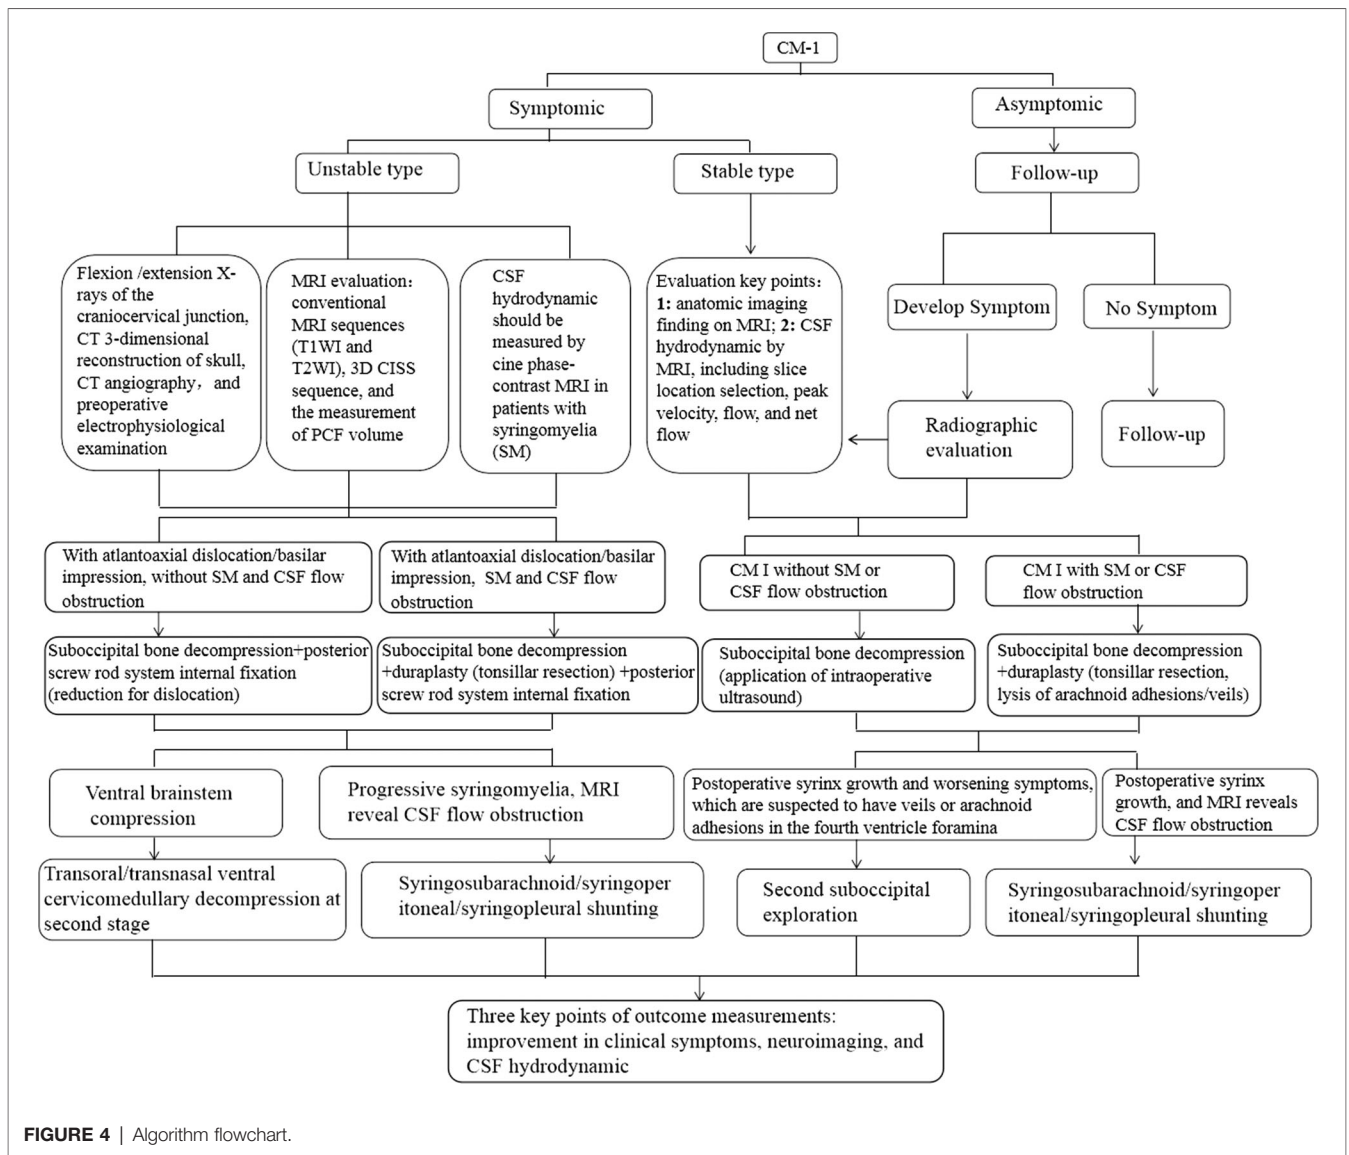 CM-1
Symptomic
Asymptomic
Unstable type
Stable type
Follow-up
Flexion /extension X-
rays of the
craniocervical junction,
CT 3-dimensional
reconstruction of skull,
CT angiography， and
preoperative
electrophysiological
examination
MRI evaluation：
conventional
MRI sequences
(T1WI and
T2WI), 3D CISS
sequence, and
the measurement
of PCF volume
CSF
hydrodynamic
should be
measured by
cine phase-
contrast MRI in
patients with
syringomyelia
(SM)
Evaluation key points：
1: anatomic imaging
finding on MRI; 2: CSF
hydrodynamic by
MRI, including slice
location selection, peak
velocity, flow, and net
flow
Develop Symptom
No Symptom
Radiographic
evaluation
Follow-up
With atlantoaxial dislocation/basilar
impression, without SM and CSF flow
obstruction
With atlantoaxial dislocation/basilar
impression, SM and CSF flow
obstruction
CM I without SM or
CSF flow obstruction
CM I with SM or CSF
flow obstruction
Suboccipital bone decompression+posterior
screw rod system internal fixation
(reduction for dislocation)
Suboccipital bone decompression
+duraplasty (tonsillar resection) +posterior
screw rod system internal fixation
Suboccipital bone decompression
(application of intraoperative
ultrasound)
Suboccipital bone decompression
+duraplasty (tonsillar resection,
lysis of arachnoid adhesions/veils)
Ventral brainstem
compression
Progressive syringomyelia, MRI
reveal CSF flow obstruction
Postoperative syrinx growth and worsening symptoms,
which are suspected to have veils or arachnoid
adhesions in the fourth ventricle foramina
Postoperative syrinx
growth, and MRI reveals
CSF flow obstruction
Transoral/transnasal ventral
cervicomedullary decompression at
second stage
Syringosubarachnoid/syringoper
itoneal/syringopleural shunting
Second suboccipital
exploration
Syringosubarachnoid/syringoper
itoneal/syringopleural shunting
Three key points of outcome measurements:
improvement in clinical symptoms, neuroimaging, and
CSF hydrodynamic
FIGURE 4 | Algorithm flowchart.